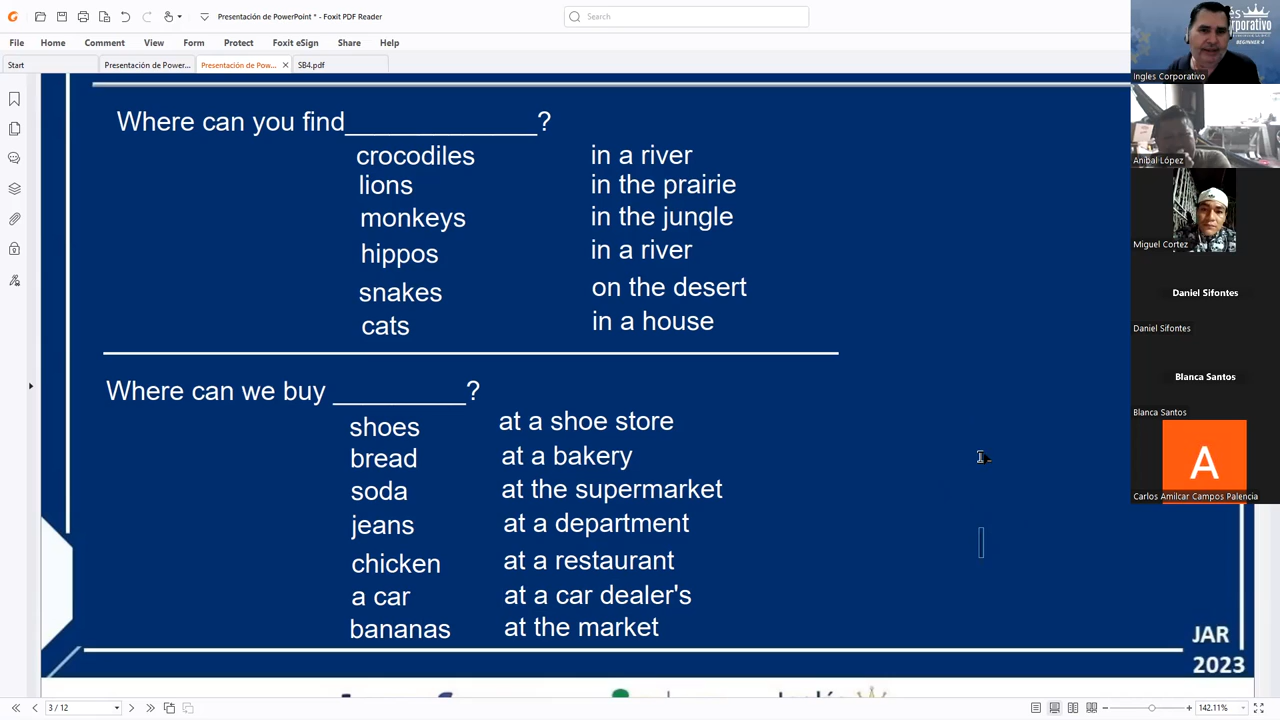 Presentación de PowerPoint * - Foxit PDF Reader
Search
File Home Comment View Form Protect Foxit eSign Share Help
Start Presentación de Power... Presentación de Pow... SB4.pdf
Where can you find______________?
crocodiles in a river
lions in the prairie
monkeys in the jungle
hippos in a river
snakes on the desert
cats in a house
Where can we buy _________?
shoes at a shoe store
bread at a bakery
soda at the supermarket
jeans at a department
chicken at a restaurant
a car at a car dealer's
bananas at the market
JAR
2023
3 / 12
142.11%
BEGINNER 4
Ingles Corporativo
Anibal López
Miguel Cortez
Daniel Sifontes
Daniel Sifontes
Blanca Santos
Blanca Santos
A
Carlos Amilcar Campos Palencia